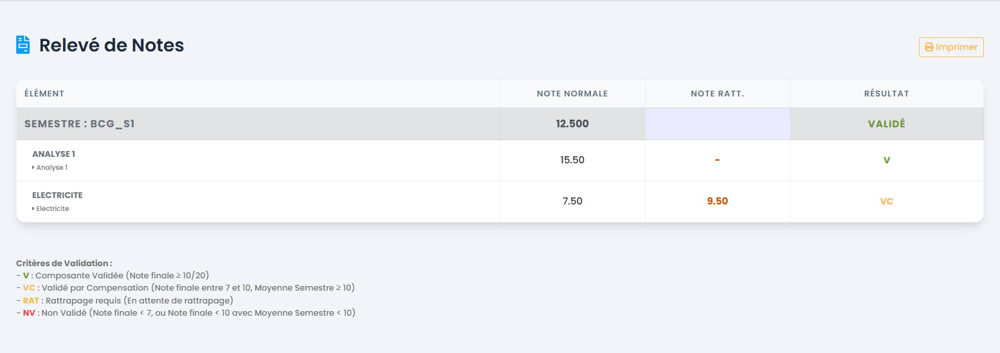 Relevé de Notes
Imprimer
ÉLÉMENT NOTE NORMALE NOTE RATT. RÉSULTAT
SEMESTRE : BCG_S1 12.500 VALIDÉ
ANALYSE 1
Analyse 1
15.50 - V
ELECTRICITE
Electricite
7.50 9.50 VC
Critères de Validation :
- V : Composante Validée (Note finale ≥ 10/20)
- VC : Validé par Compensation (Note finale entre 7 et 10, Moyenne Semestre ≥ 10)
- RAT : Rattrapage requis (En attente de rattrapage)
- NV : Non Validé (Note finale < 7, ou Note finale < 10 avec Moyenne Semestre < 10)